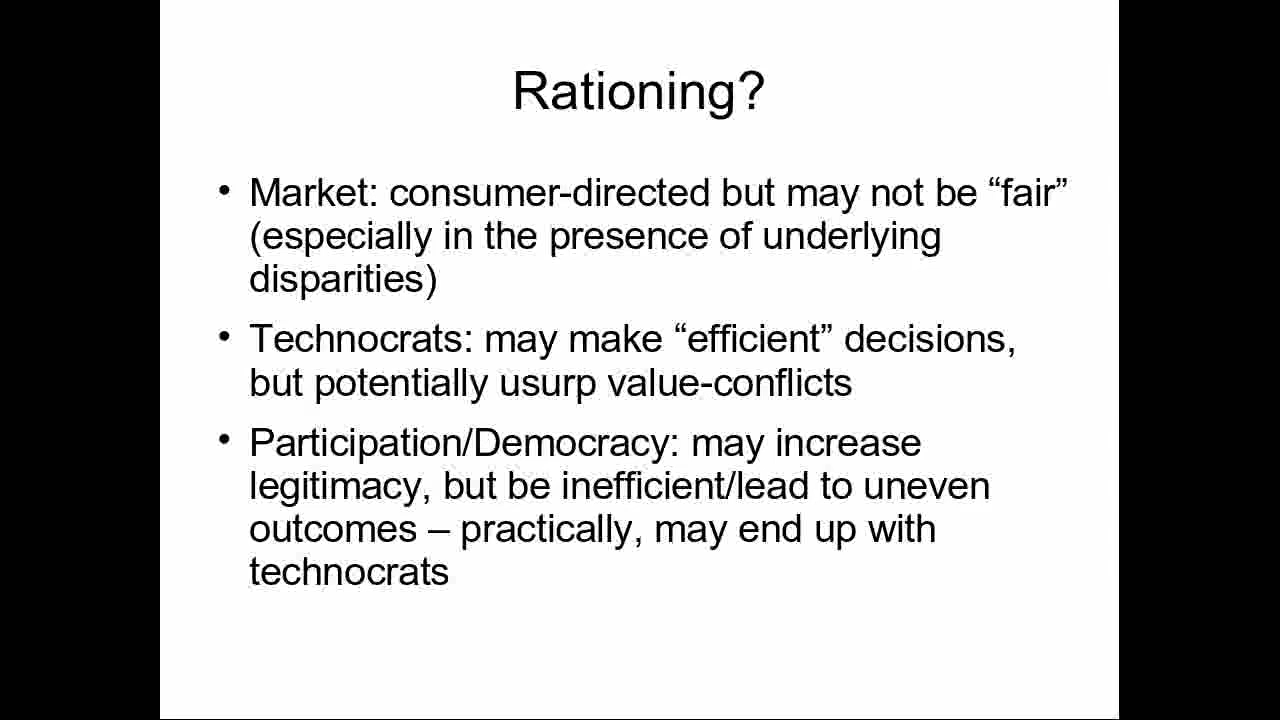 Rationing?
• Market: consumer-directed but may not be “fair”
(especially in the presence of underlying
disparities)
• Technocrats: may make “efficient” decisions,
but potentially usurp value-conflicts
• Participation/Democracy: may increase
legitimacy, but be inefficient/lead to uneven
outcomes – practically, may end up with
technocrats